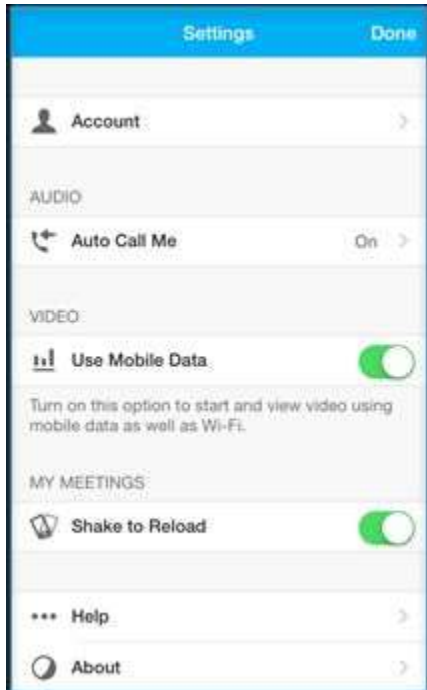 Settings
Done
Account
AUDIO
Auto Call Me
On
VIDEO
Use Mobile Data
Turn on this option to start and view video using
mobile data as well as Wi-Fi.
MY MEETINGS
Shake to Reload
Help
About